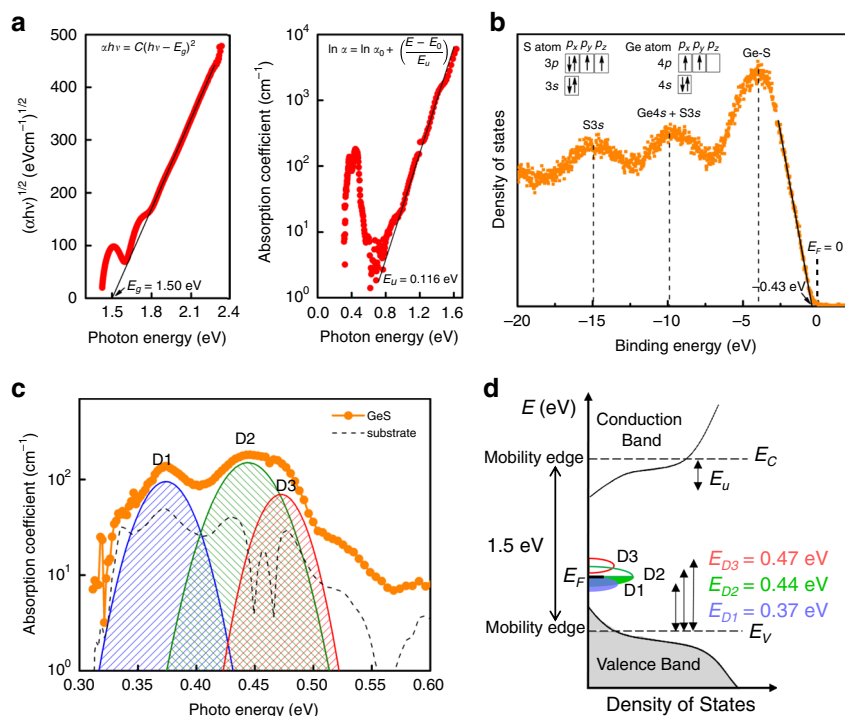 a
αhν = C(hν – Eg)²
(αhν)¹ᐟ² (eVcm⁻¹)¹ᐟ²
500
400
300
200
100
0
Eg = 1.50 eV
1.5
1.8
2.1
2.4
Photon energy (eV)
ln α = ln α0 + (E – E0 / Eu)
Absorption coefficient (cm⁻¹)
10⁴
10³
10²
10¹
10⁰
Eu = 0.116 eV
0.0
0.4
0.8
1.2
1.6
Photon energy (eV)
b
S atom px py pz
3p
3s
Ge atom px py pz
4p
4s
Ge-S
Ge4s + S3s
S3s
EF = 0
–0.43 eV
Density of states
–20
–15
–10
–5
0
Binding energy (eV)
c
GeS
substrate
D1
D2
D3
Absorption coefficient (cm⁻¹)
10²
10¹
10⁰
0.30
0.35
0.40
0.45
0.50
0.55
0.60
Photo energy (eV)
d
E (eV)
Conduction
Band
Mobility edge
EC
Eu
1.5 eV
D3
D2
EF
D1
ED3 = 0.47 eV
ED2 = 0.44 eV
ED1 = 0.37 eV
Mobility edge
EV
Valence Band
Density of States